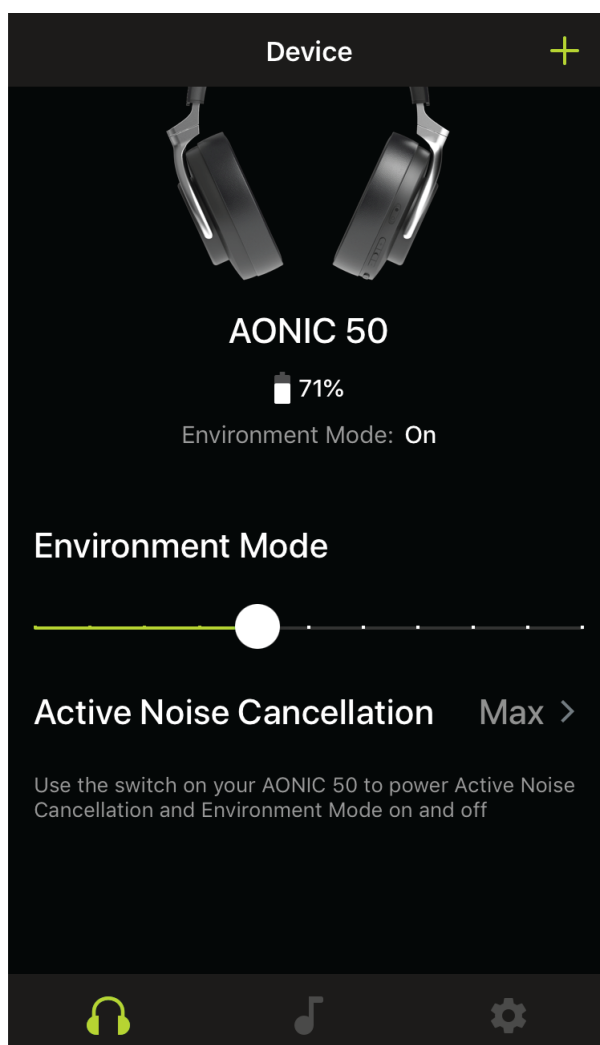 Device
AONIC 50
71%
Environment Mode: On
Environment Mode
Active Noise Cancellation Max >
Use the switch on your AONIC 50 to power Active Noise
Cancellation and Environment Mode on and off